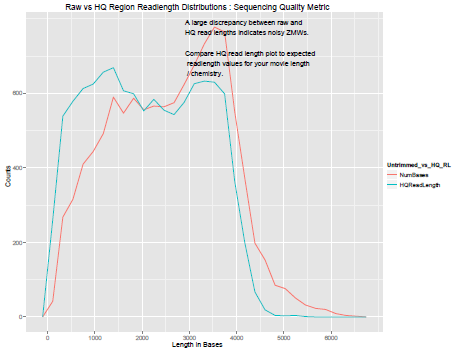 Raw vs HQ Region Readlength Distributions : Sequencing Quality Metric
A large discrepancy between raw and
HQ read lengths indicates noisy ZMWs.
Compare HQ read length plot to expected
readlength values for your movie length
/ chemistry.
Counts
600
400
200
0
0 1000 2000 3000 4000 5000 6000
Length in Bases
Untrimmed_vs_HQ_RL
NumBases
HQReadLength